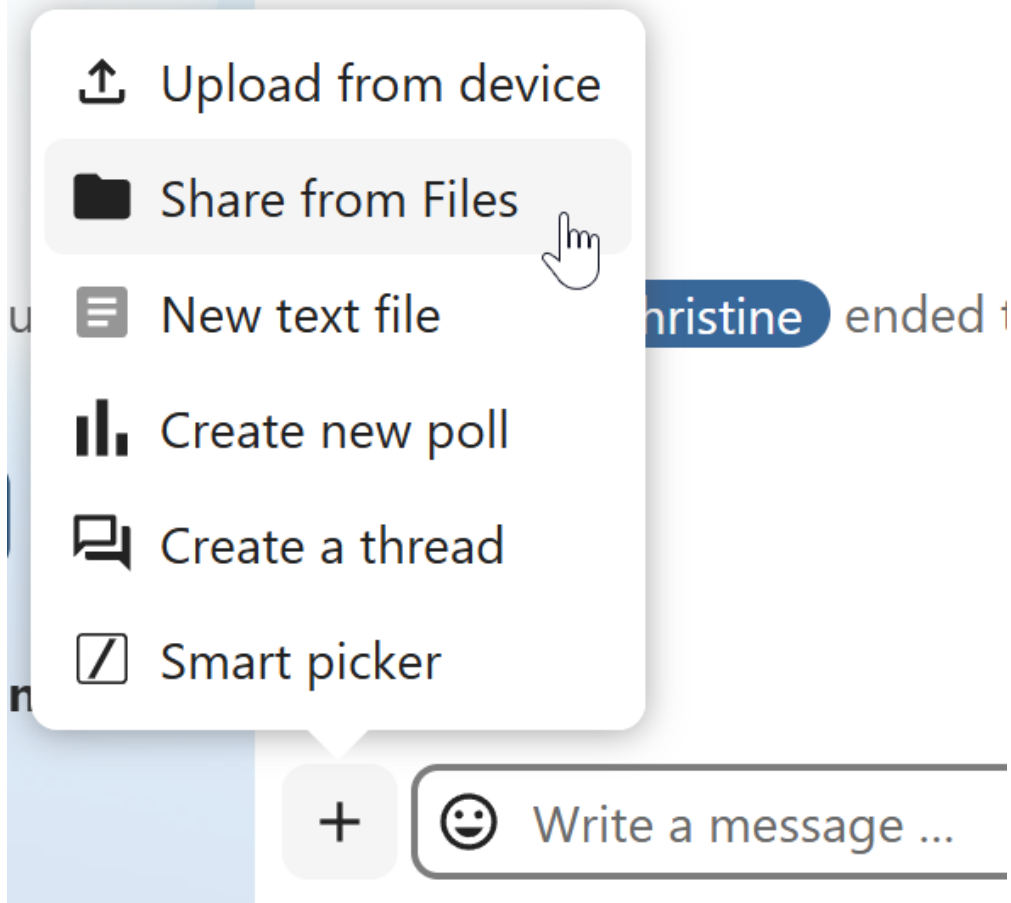 Upload from device
Share from Files
New text file
hristine ended
Create new poll
Create a thread
Smart picker
Write a message ...